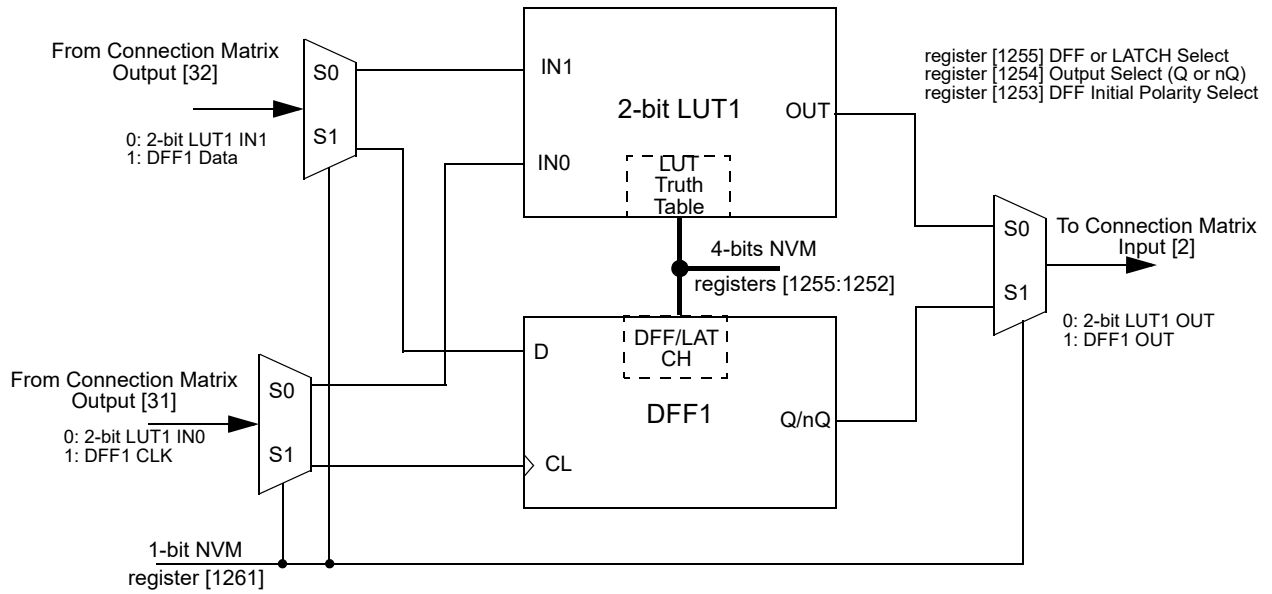 From Connection Matrix
Output [32]
0: 2-bit LUT1 IN1
1: DFF1 Data
S0
S1
IN1
IN0
2-bit LUT1
OUT
LUT
Truth
Table
register [1255] DFF or LATCH Select
register [1254] Output Select (Q or nQ)
register [1253] DFF Initial Polarity Select
4-bits NVM
registers [1255:1252]
S0
S1
To Connection Matrix
Input [2]
0: 2-bit LUT1 OUT
1: DFF1 OUT
From Connection Matrix
Output [31]
0: 2-bit LUT1 IN0
1: DFF1 CLK
S0
S1
D
CL
DFF/LAT
CH
DFF1
Q/nQ
1-bit NVM
register [1261]